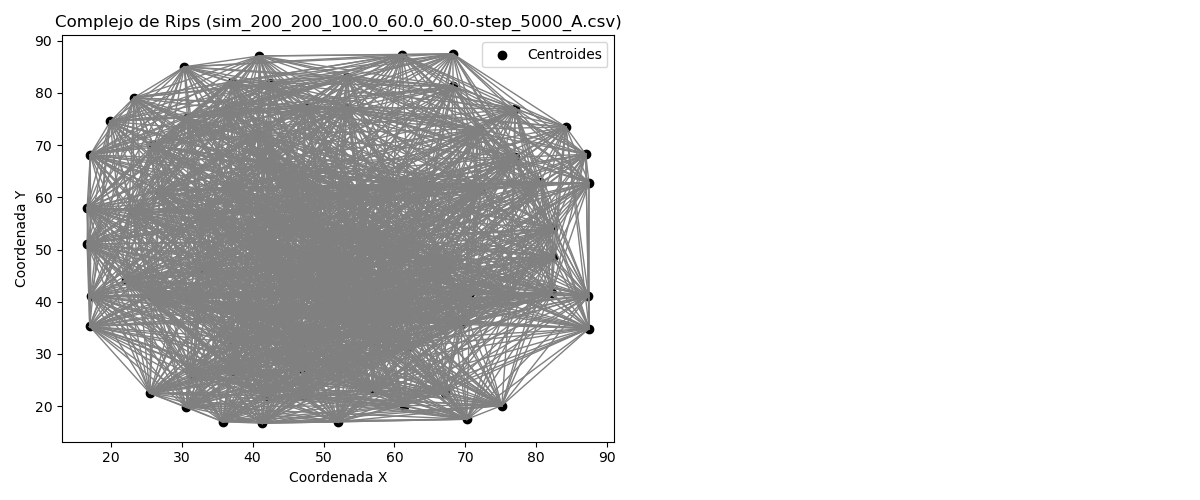 Complejo de Rips (sim_200_200_100.0_60.0_60.0-step_5000_A.csv)
90
80
70
60
50
40
30
20
Coordenada Y
Centroides
20 30 40 50 60 70 80 90
Coordenada X